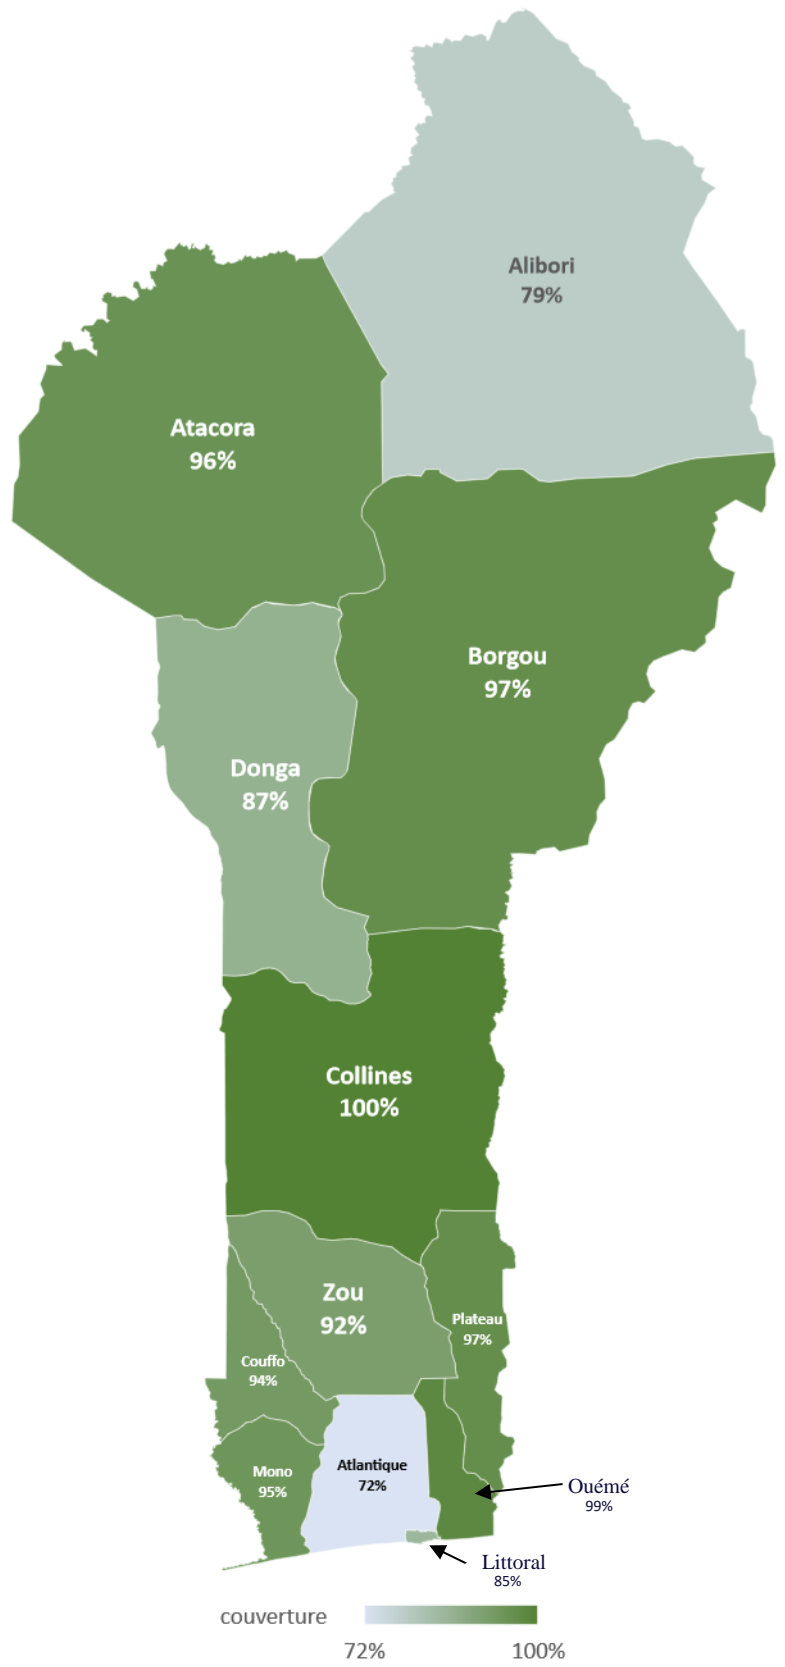 Alibori
79%
Atacora
96%
Borgou
97%
Donga
87%
Collines
100%
Zou
92%
Plateau
97%
Couffo
94%
Atlantique
72%
Mono
95%
Ouémé
99%
Littoral
85%
couverture
72%
100%